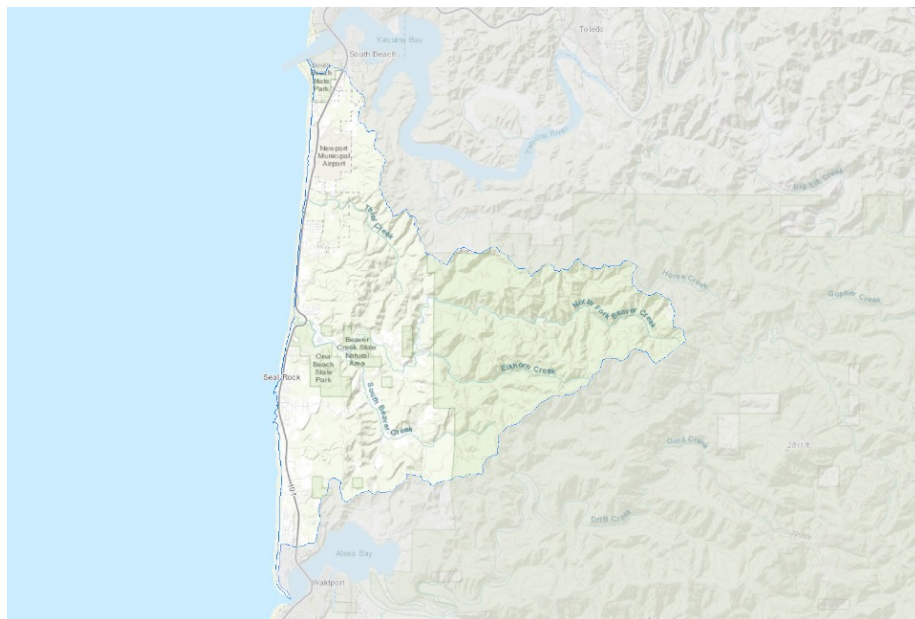 Yaquina Bay
Toledo
South Beach
South
Beach
State
Park
Newport
Municipal
Airport
Yaquina River
Big Elk Creek
Thiel Creek
Horse Creek
Gopher Creek
North Fork Beaver Creek
Beaver
Creek State
Natural
Area
Ona
Beach
State
Park
Elkhorn Creek
Seal Rock
South Beaver
Creek
101
Drift Creek
Alsea Bay
Waldport